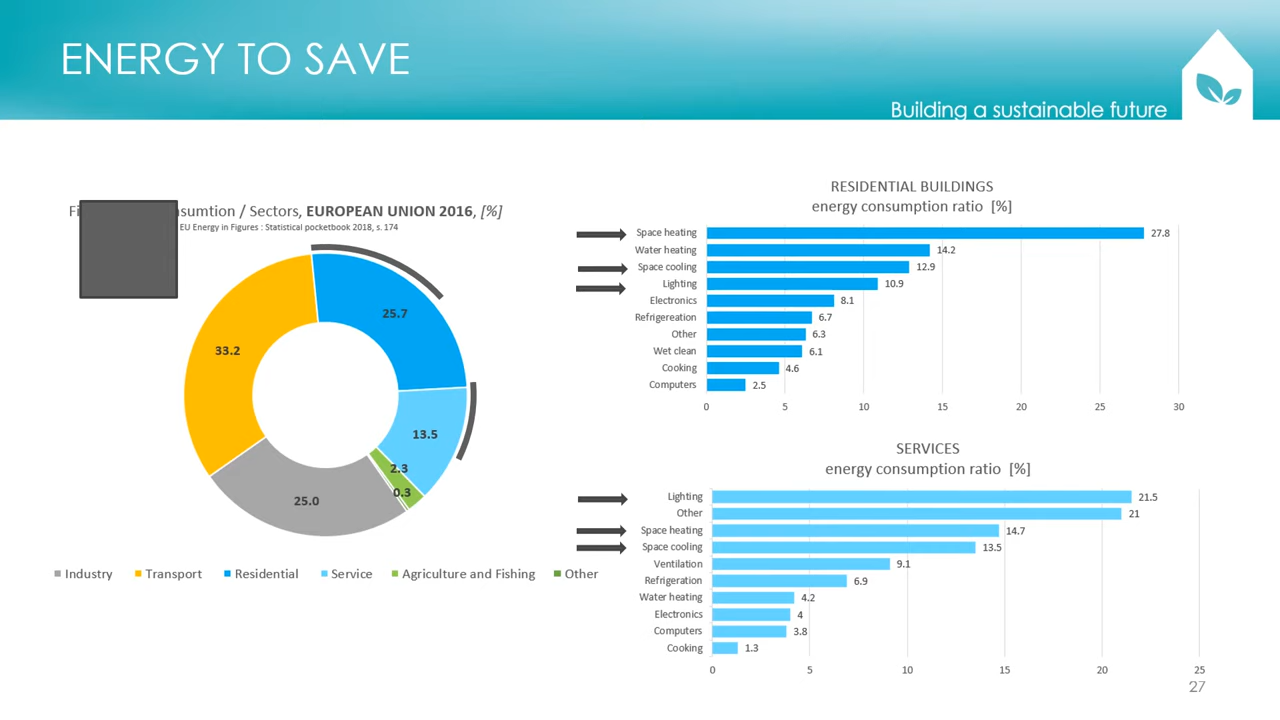 ENERGY TO SAVE
Building a sustainable future
sumtion / Sectors, EUROPEAN UNION 2016, [%]
EU Energy in Figures : Statistical pocketbook 2018, s. 174
25.7
33.2
13.5
2.3
0.3
25.0
Industry Transport Residential Service Agriculture and Fishing Other
RESIDENTIAL BUILDINGS
energy consumption ratio [%]
Space heating 27.8
Water heating 14.2
Space cooling 12.9
Lighting 10.9
Electronics 8.1
Refrigereation 6.7
Other 6.3
Wet clean 6.1
Cooking 4.6
Computers 2.5
0 5 10 15 20 25 30
SERVICES
energy consumption ratio [%]
Lighting 21.5
Other 21
Space heating 14.7
Space cooling 13.5
Ventilation 9.1
Refrigeration 6.9
Water heating 4.2
Electronics 4
Computers 3.8
Cooking 1.3
0 5 10 15 20 25
27